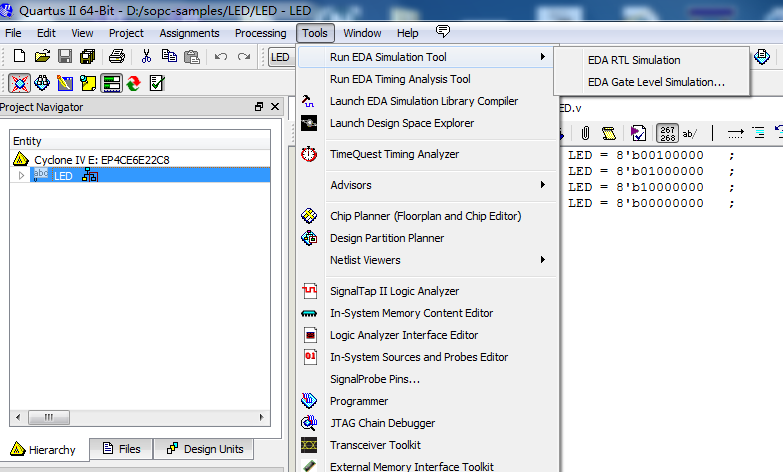 Quartus II 64-Bit - D:/sopc-samples/LED/LED - LED
File Edit View Project Assignments Processing Tools Window Help
LED
Project Navigator
Entity
Cyclone IV E: EP4CE6E22C8
abc LED
Hierarchy Files Design Units
Run EDA Simulation Tool
Run EDA Timing Analysis Tool
Launch EDA Simulation Library Compiler
Launch Design Space Explorer
TimeQuest Timing Analyzer
Advisors
Chip Planner (Floorplan and Chip Editor)
Design Partition Planner
Netlist Viewers
SignalTap II Logic Analyzer
In-System Memory Content Editor
Logic Analyzer Interface Editor
In-System Sources and Probes Editor
SignalProbe Pins...
Programmer
JTAG Chain Debugger
Transceiver Toolkit
External Memory Interface Toolkit
EDA RTL Simulation
EDA Gate Level Simulation...
ED.v
267 268 ab/
LED = 8'b00100000 ;
LED = 8'b01000000 ;
LED = 8'b10000000 ;
LED = 8'b00000000 ;